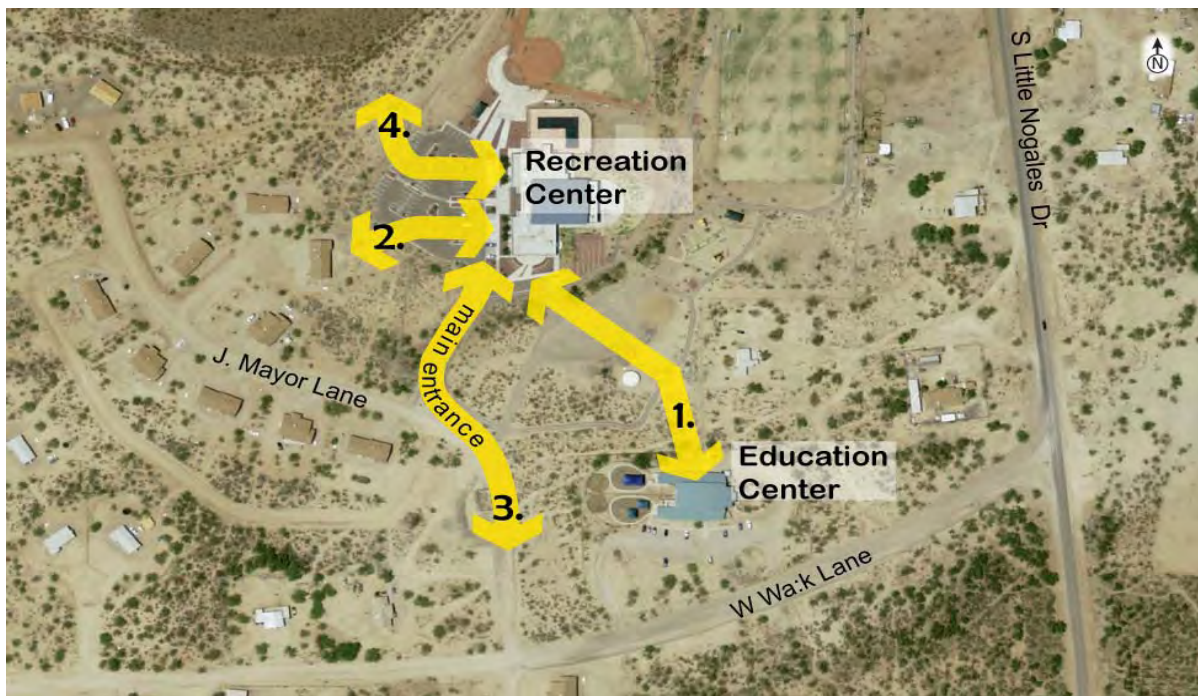 S Little Nogales Dr
N
4.
Recreation
Center
2.
main entrance
J. Mayor Lane
1.
Education
Center
3.
W Wa:k Lane